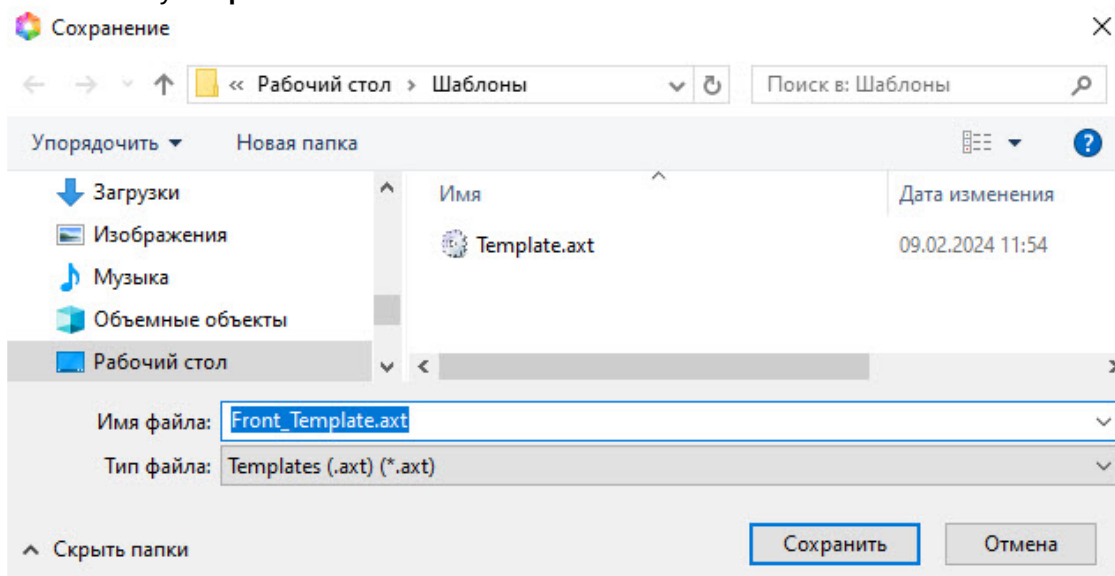 Сохранение
« Рабочий стол › Шаблоны
Поиск в: Шаблоны
Упорядочить
Новая папка
Загрузки
Изображения
Музыка
Объемные объекты
Рабочий стол
Имя
Дата изменения
Template.axt
09.02.2024 11:54
Имя файла: Front_Template.axt
Тип файла: Templates (.axt) (*.axt)
Скрыть папки
Сохранить
Отмена